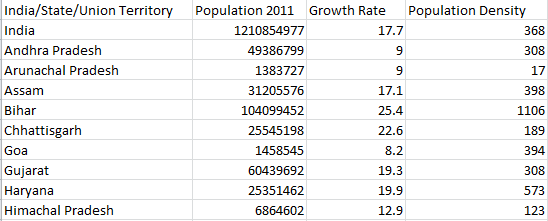 India/State/Union Territory Population 2011 Growth Rate Population Density
India 1210854977 17.7 368
Andhra Pradesh 49386799 9 308
Arunachal Pradesh 1383727 9 17
Assam 31205576 17.1 398
Bihar 104099452 25.4 1106
Chhattisgarh 25545198 22.6 189
Goa 1458545 8.2 394
Gujarat 60439692 19.3 308
Haryana 25351462 19.9 573
Himachal Pradesh 6864602 12.9 123